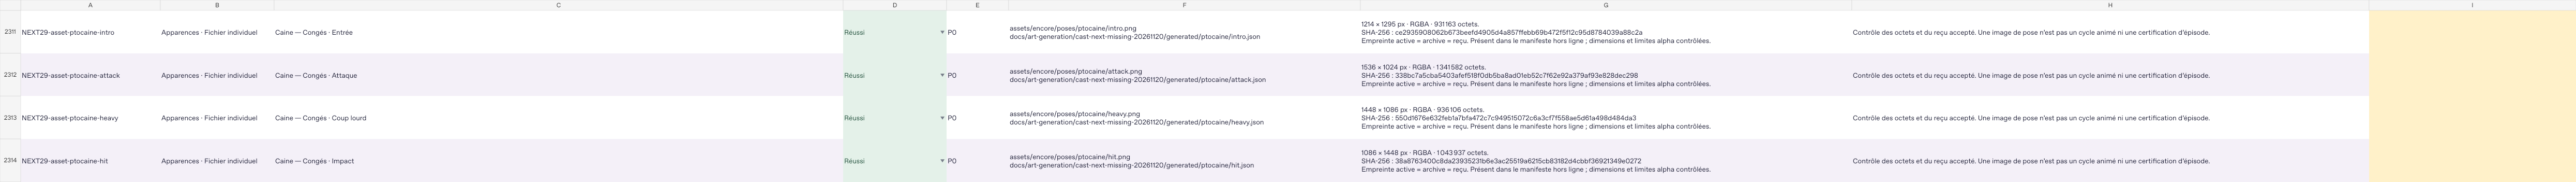 A B C D E F G H I
2311 NEXT29-asset-ptocaine-intro Apparences · Fichier individuel Caine — Congés · Entrée Réussi P0
assets/encore/poses/ptocaine/intro.png
docs/art-generation/cast-next-missing-20261120/generated/ptocaine/intro.json
1214 × 1295 px · RGBA · 931 163 octets.
SHA-256 : ce2935908062b673beefd4905d4a857ffebb69b472f5f12c95d8784039a88c2a
Empreinte active = archive = reçu. Présent dans le manifeste hors ligne ; dimensions et limites alpha contrôlées.
Contrôle des octets et du reçu accepté. Une image de pose n'est pas un cycle animé ni une certification d'épisode.
2312 NEXT29-asset-ptocaine-attack Apparences · Fichier individuel Caine — Congés · Attaque Réussi P0
assets/encore/poses/ptocaine/attack.png
docs/art-generation/cast-next-missing-20261120/generated/ptocaine/attack.json
1536 × 1024 px · RGBA · 1 341 582 octets.
SHA-256 : 338bc7a5cba5403afef518f0db5ba8ad01eb52c7f62e92a379af93e828dec298
Empreinte active = archive = reçu. Présent dans le manifeste hors ligne ; dimensions et limites alpha contrôlées.
Contrôle des octets et du reçu accepté. Une image de pose n'est pas un cycle animé ni une certification d'épisode.
2313 NEXT29-asset-ptocaine-heavy Apparences · Fichier individuel Caine — Congés · Coup lourd Réussi P0
assets/encore/poses/ptocaine/heavy.png
docs/art-generation/cast-next-missing-20261120/generated/ptocaine/heavy.json
1448 × 1086 px · RGBA · 936 106 octets.
SHA-256 : 550d1676e632feb1a7bfa472c7c949515072c6a3cf7f558ae5d61a498d484da3
Empreinte active = archive = reçu. Présent dans le manifeste hors ligne ; dimensions et limites alpha contrôlées.
Contrôle des octets et du reçu accepté. Une image de pose n'est pas un cycle animé ni une certification d'épisode.
2314 NEXT29-asset-ptocaine-hit Apparences · Fichier individuel Caine — Congés · Impact Réussi P0
assets/encore/poses/ptocaine/hit.png
docs/art-generation/cast-next-missing-20261120/generated/ptocaine/hit.json
1086 × 1448 px · RGBA · 1 043 937 octets.
SHA-256 : 38a8763400c8da23935231b6e3ac25519a6215cb83182d4cbbf36921349e0272
Empreinte active = archive = reçu. Présent dans le manifeste hors ligne ; dimensions et limites alpha contrôlées.
Contrôle des octets et du reçu accepté. Une image de pose n'est pas un cycle animé ni une certification d'épisode.